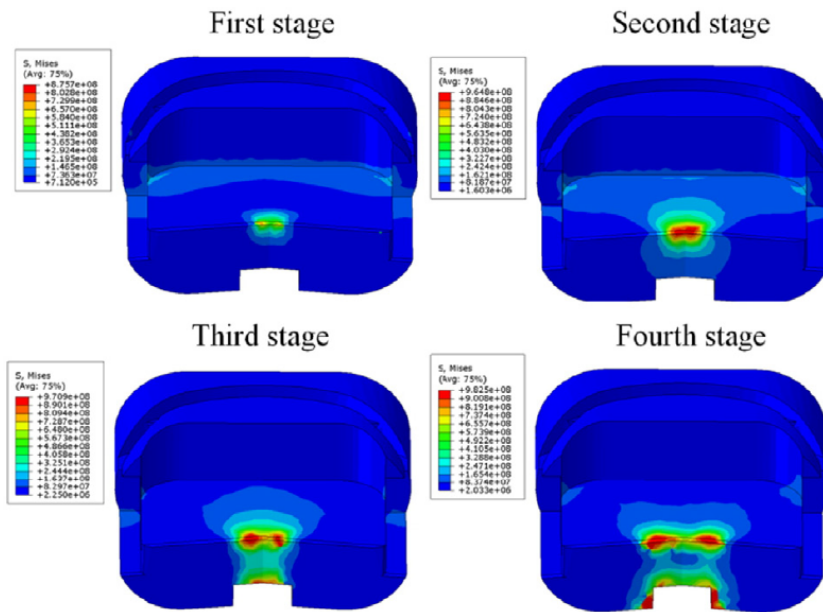 First stage
S, Mises
(Avg: 75%)
+8.757e+08
+8.028e+08
+7.299e+08
+6.570e+08
+5.840e+08
+5.111e+08
+4.382e+08
+3.653e+08
+2.924e+08
+2.195e+08
+1.465e+08
+7.363e+07
+7.120e+05
Second stage
S, Mises
(Avg: 75%)
+9.648e+08
+8.846e+08
+8.043e+08
+7.240e+08
+6.438e+08
+5.635e+08
+4.832e+08
+4.030e+08
+3.227e+08
+2.424e+08
+1.621e+08
+8.187e+07
+1.603e+06
Third stage
S, Mises
(Avg: 75%)
+9.709e+08
+8.901e+08
+8.094e+08
+7.287e+08
+6.480e+08
+5.673e+08
+4.866e+08
+4.058e+08
+3.251e+08
+2.444e+08
+1.637e+08
+8.297e+07
+2.250e+06
Fourth stage
S, Mises
(Avg: 75%)
+9.825e+08
+9.008e+08
+8.191e+08
+7.374e+08
+6.557e+08
+5.739e+08
+4.922e+08
+4.105e+08
+3.288e+08
+2.471e+08
+1.654e+08
+8.374e+07
+2.033e+06